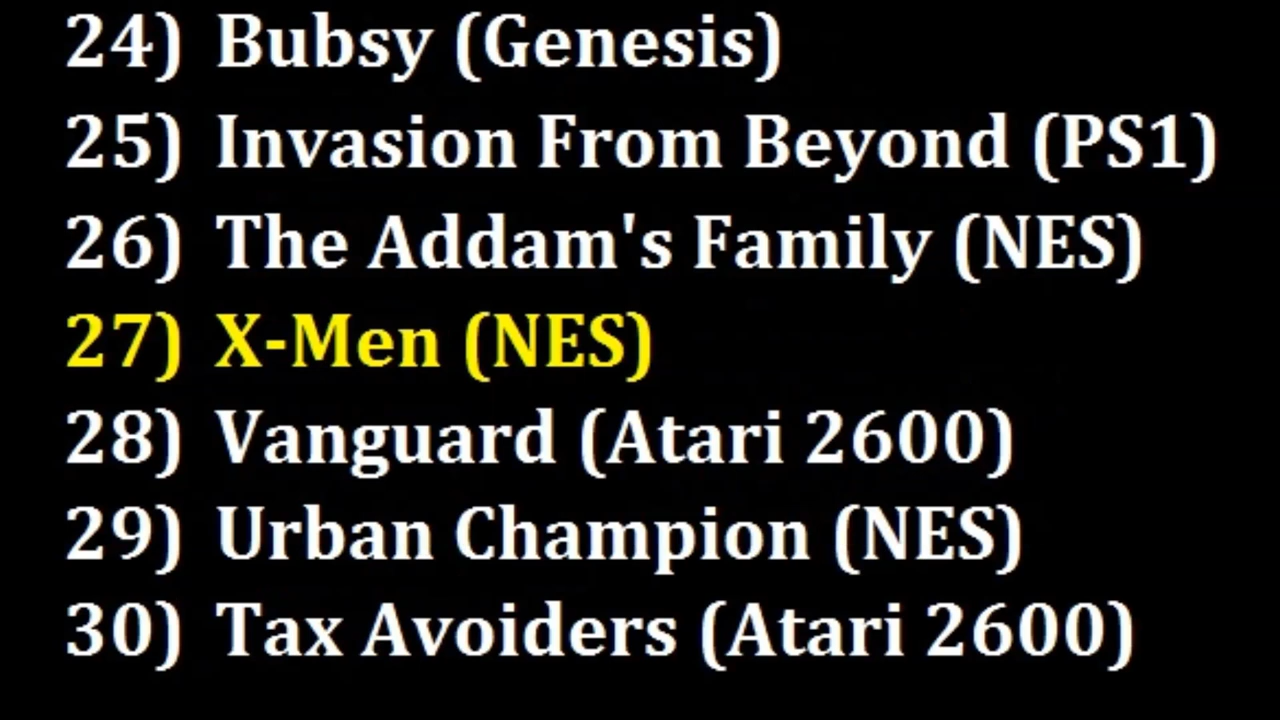 24) Bubsy (Genesis)
25) Invasion From Beyond (PS1)
26) The Addam's Family (NES)
27) X-Men (NES)
28) Vanguard (Atari 2600)
29) Urban Champion (NES)
30) Tax Avoiders (Atari 2600)